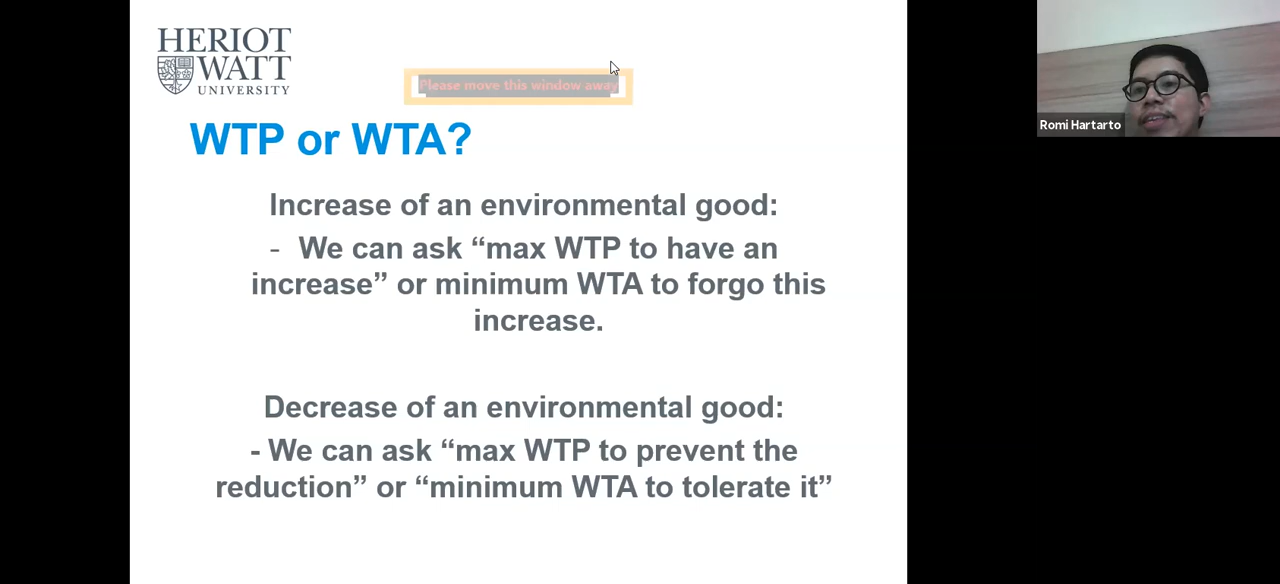 HERIOT
WATT
UNIVERSITY
Please move this window away
WTP or WTA?
Increase of an environmental good:
- We can ask “max WTP to have an
increase” or minimum WTA to forgo this
increase.
Decrease of an environmental good:
- We can ask “max WTP to prevent the
reduction” or “minimum WTA to tolerate it”
Romi Hartarto